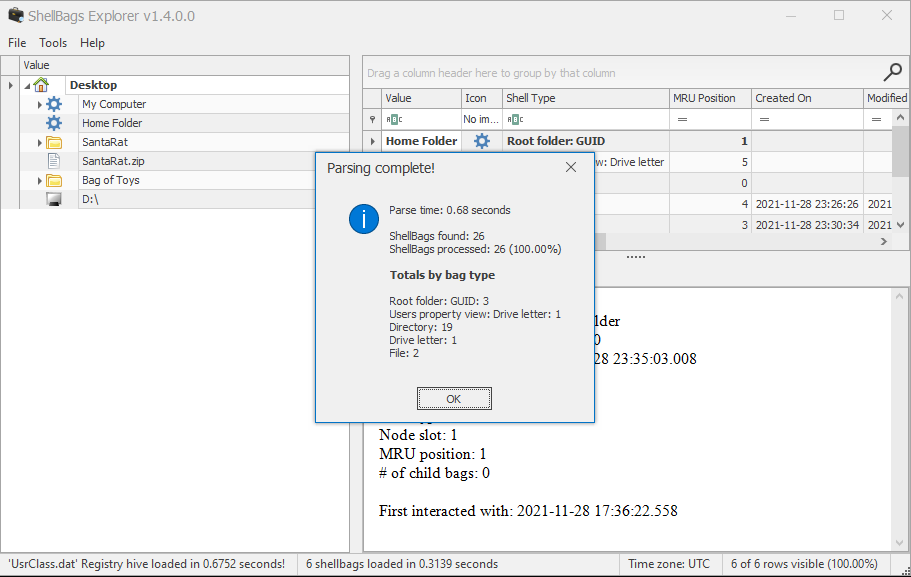 ShellBags Explorer v1.4.0.0
File Tools Help
Value
Desktop
My Computer
Home Folder
SantaRat
SantaRat.zip
Bag of Toys
D:\
Drag a column header here to group by that column
Value Icon Shell Type MRU Position Created On Modified
No im... = = =
Home Folder Root folder: GUID 1
w: Drive letter 5
0
4 2021-11-28 23:26:26 2021
3 2021-11-28 23:30:34 2021
Parsing complete!
Parse time: 0.68 seconds
ShellBags found: 26
ShellBags processed: 26 (100.00%)
Totals by bag type
Root folder: GUID: 3
Users property view: Drive letter: 1
Directory: 19
Drive letter: 1
File: 2
OK
lder
0
28 23:35:03.008
Node slot: 1
MRU position: 1
# of child bags: 0
First interacted with: 2021-11-28 17:36:22.558
'UsrClass.dat' Registry hive loaded in 0.6752 seconds! 6 shellbags loaded in 0.3139 seconds Time zone: UTC 6 of 6 rows visible (100.00%)